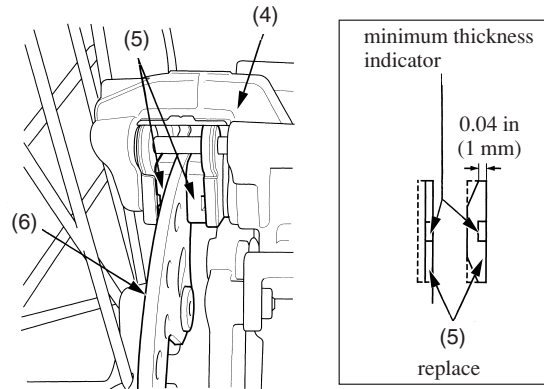 (4)
(5)
(6)
minimum thickness
indicator
0.04 in
(1 mm)
(5)
replace